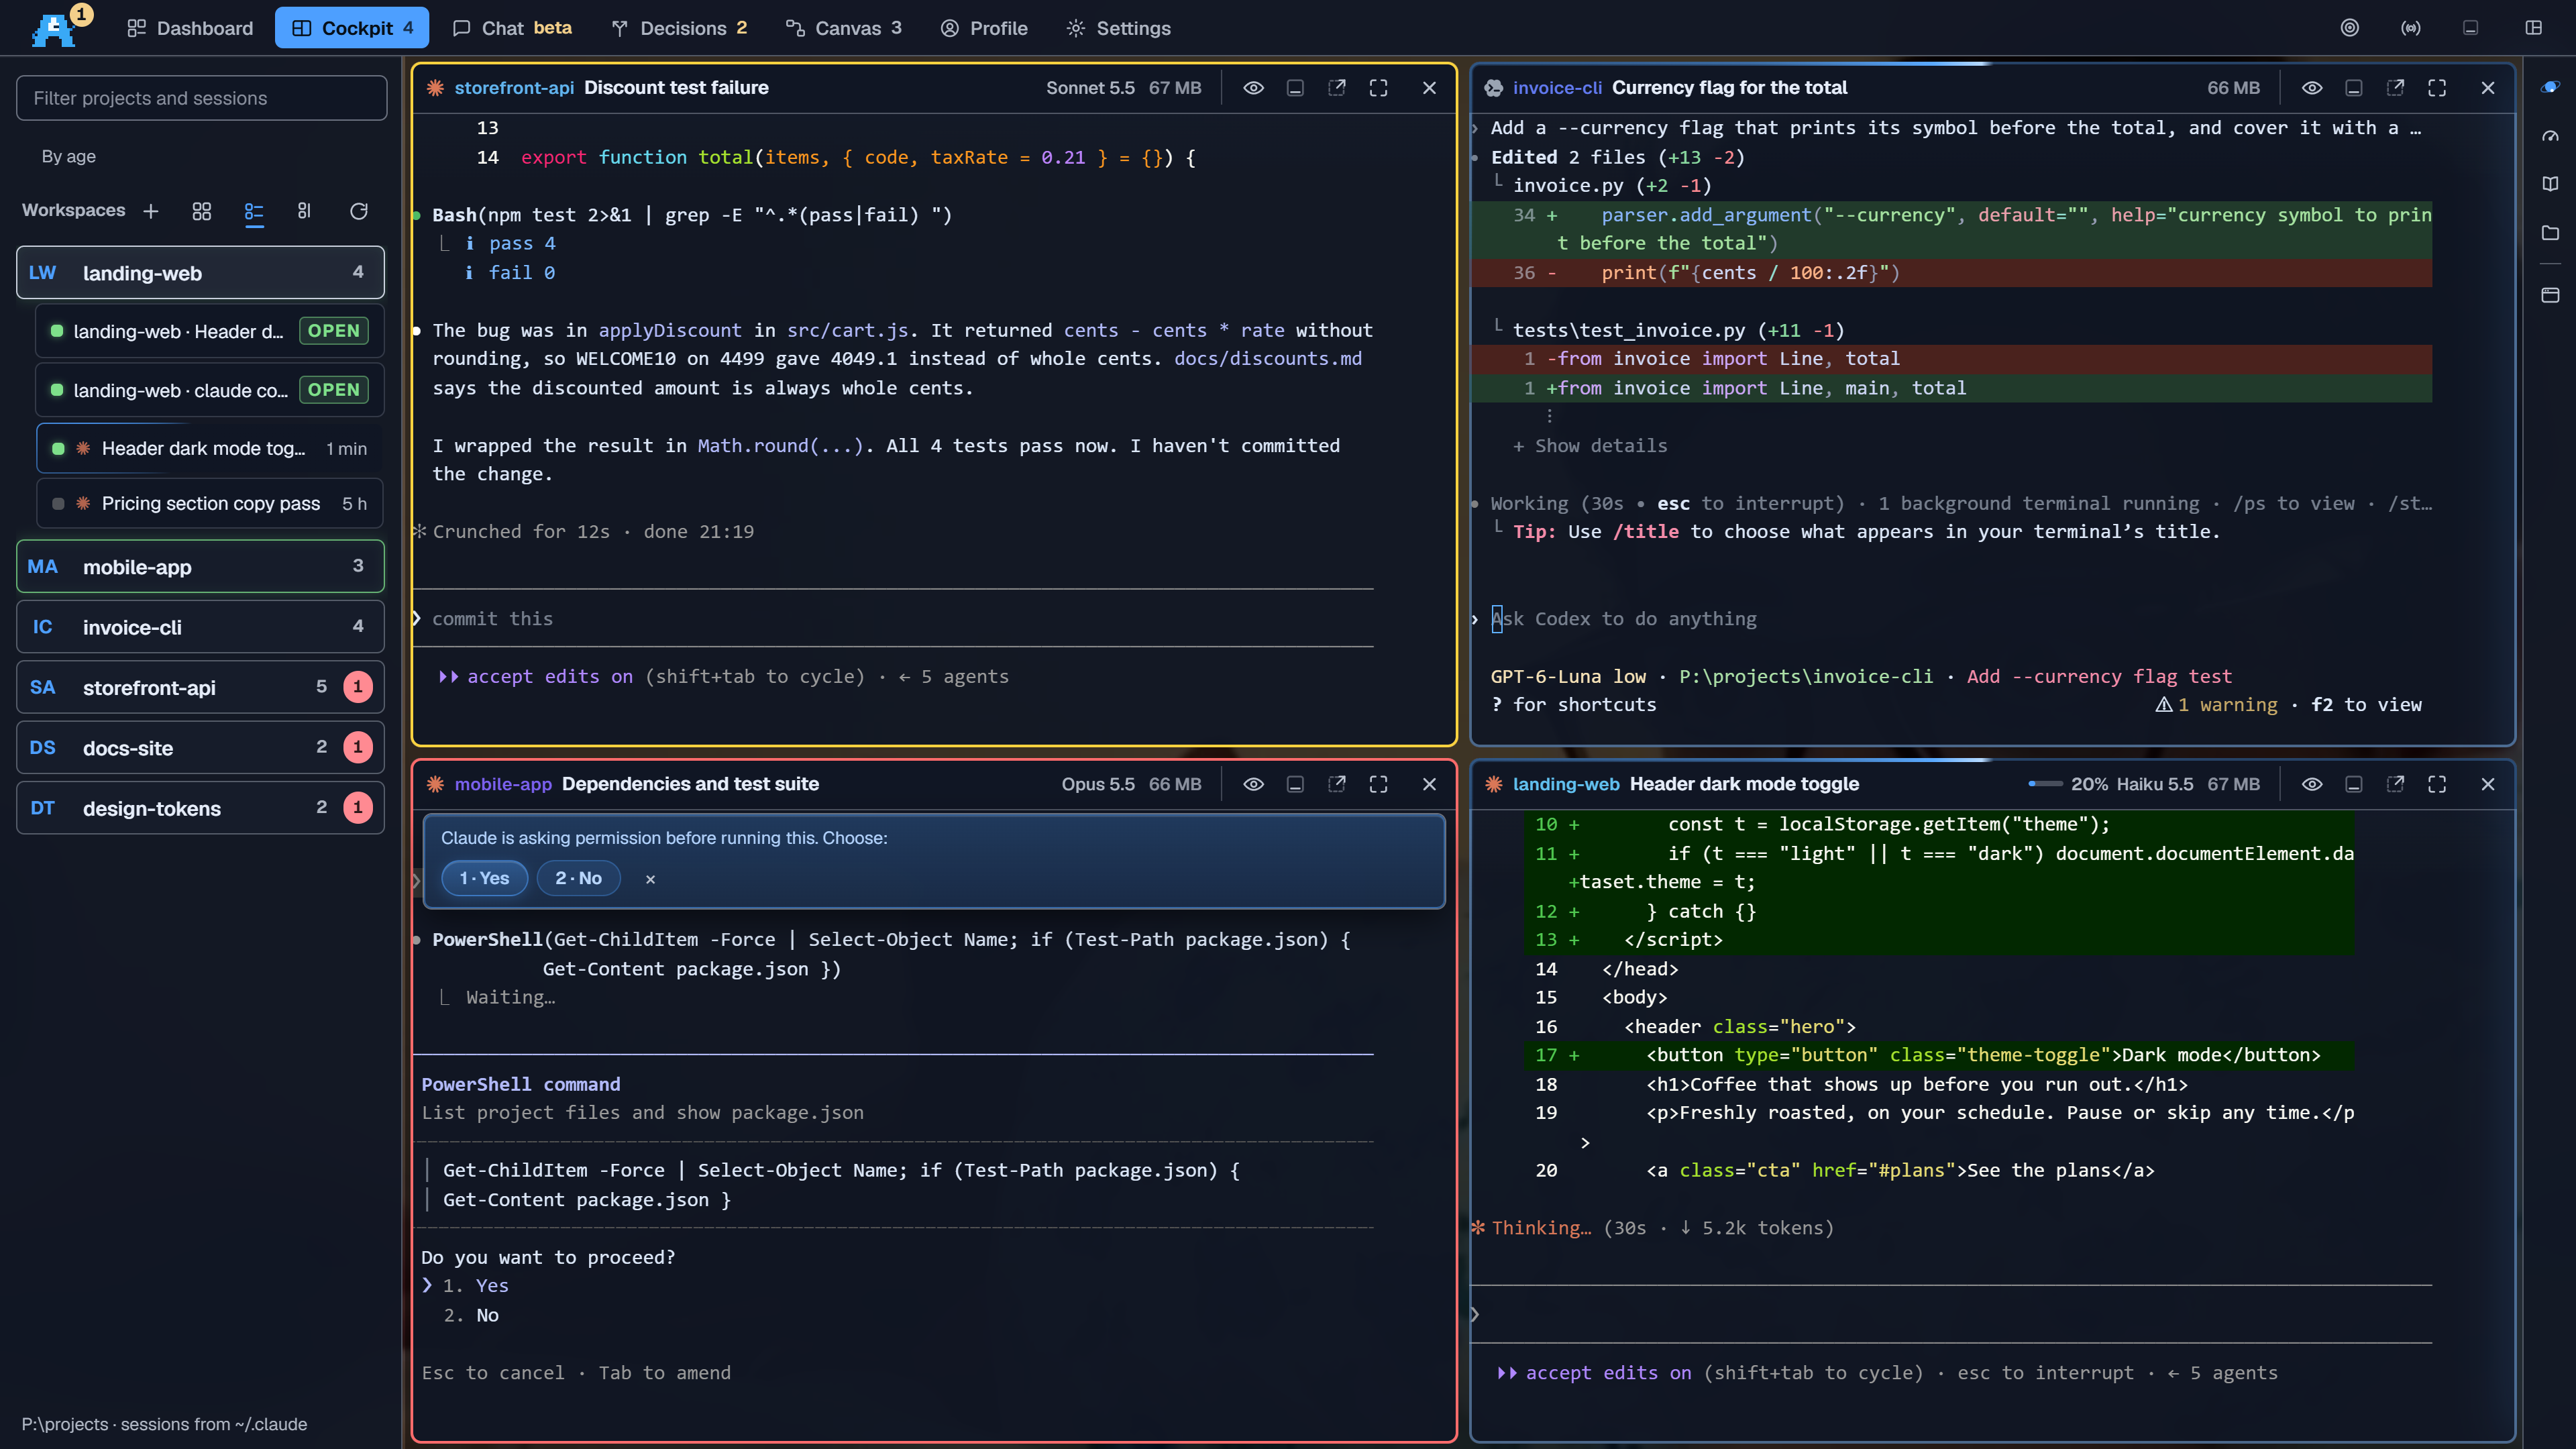 1
Dashboard
Cockpit 4
Chat beta
Decisions 2
Canvas 3
Profile
Settings
Filter projects and sessions
By age
Workspaces
LW landing-web 4
landing-web · Header d... OPEN
landing-web · claude co... OPEN
Header dark mode tog... 1 min
Pricing section copy pass 5 h
MA mobile-app 3
IC invoice-cli 4
SA storefront-api 5 1
DS docs-site 2 1
DT design-tokens 2 1
P:\projects · sessions from ~/.claude
storefront-api Discount test failure Sonnet 5.5 67 MB
13
14 export function total(items, { code, taxRate = 0.21 } = {}) {
Bash(npm test 2>&1 | grep -E "^.*(pass|fail) ")
ℹ pass 4
ℹ fail 0
The bug was in applyDiscount in src/cart.js. It returned cents - cents * rate without
rounding, so WELCOME10 on 4499 gave 4049.1 instead of whole cents. docs/discounts.md
says the discounted amount is always whole cents.
I wrapped the result in Math.round(...). All 4 tests pass now. I haven't committed
the change.
✻ Crunched for 12s · done 21:19
❯ commit this
⏵⏵ accept edits on (shift+tab to cycle) · ← 5 agents
invoice-cli Currency flag for the total 66 MB
› Add a --currency flag that prints its symbol before the total, and cover it with a …
• Edited 2 files (+13 -2)
└ invoice.py (+2 -1)
34 + parser.add_argument("--currency", default="", help="currency symbol to prin
t before the total")
36 - print(f"{cents / 100:.2f}")
└ tests\test_invoice.py (+11 -1)
1 -from invoice import Line, total
1 +from invoice import Line, main, total
⋮
+ Show details
• Working (30s • esc to interrupt) · 1 background terminal running · /ps to view · /st…
└ Tip: Use /title to choose what appears in your terminal’s title.
› Ask Codex to do anything
GPT-6-Luna low · P:\projects\invoice-cli · Add --currency flag test
? for shortcuts ⚠ 1 warning · f2 to view
mobile-app Dependencies and test suite Opus 5.5 66 MB
Claude is asking permission before running this. Choose:
1 · Yes 2 · No ×
PowerShell(Get-ChildItem -Force | Select-Object Name; if (Test-Path package.json) {
Get-Content package.json })
Waiting…
PowerShell command
List project files and show package.json
Get-ChildItem -Force | Select-Object Name; if (Test-Path package.json) {
Get-Content package.json }
Do you want to proceed?
❯ 1. Yes
2. No
Esc to cancel · Tab to amend
landing-web Header dark mode toggle 20% Haiku 5.5 67 MB
10 + const t = localStorage.getItem("theme");
11 + if (t === "light" || t === "dark") document.documentElement.da
+taset.theme = t;
12 + } catch {}
13 + </script>
14 </head>
15 <body>
16 <header class="hero">
17 + <button type="button" class="theme-toggle">Dark mode</button>
18 <h1>Coffee that shows up before you run out.</h1>
19 <p>Freshly roasted, on your schedule. Pause or skip any time.</p
>
20 <a class="cta" href="#plans">See the plans</a>
✻ Thinking… (30s · ↓ 5.2k tokens)
❯
⏵⏵ accept edits on (shift+tab to cycle) · esc to interrupt · ← 5 agents